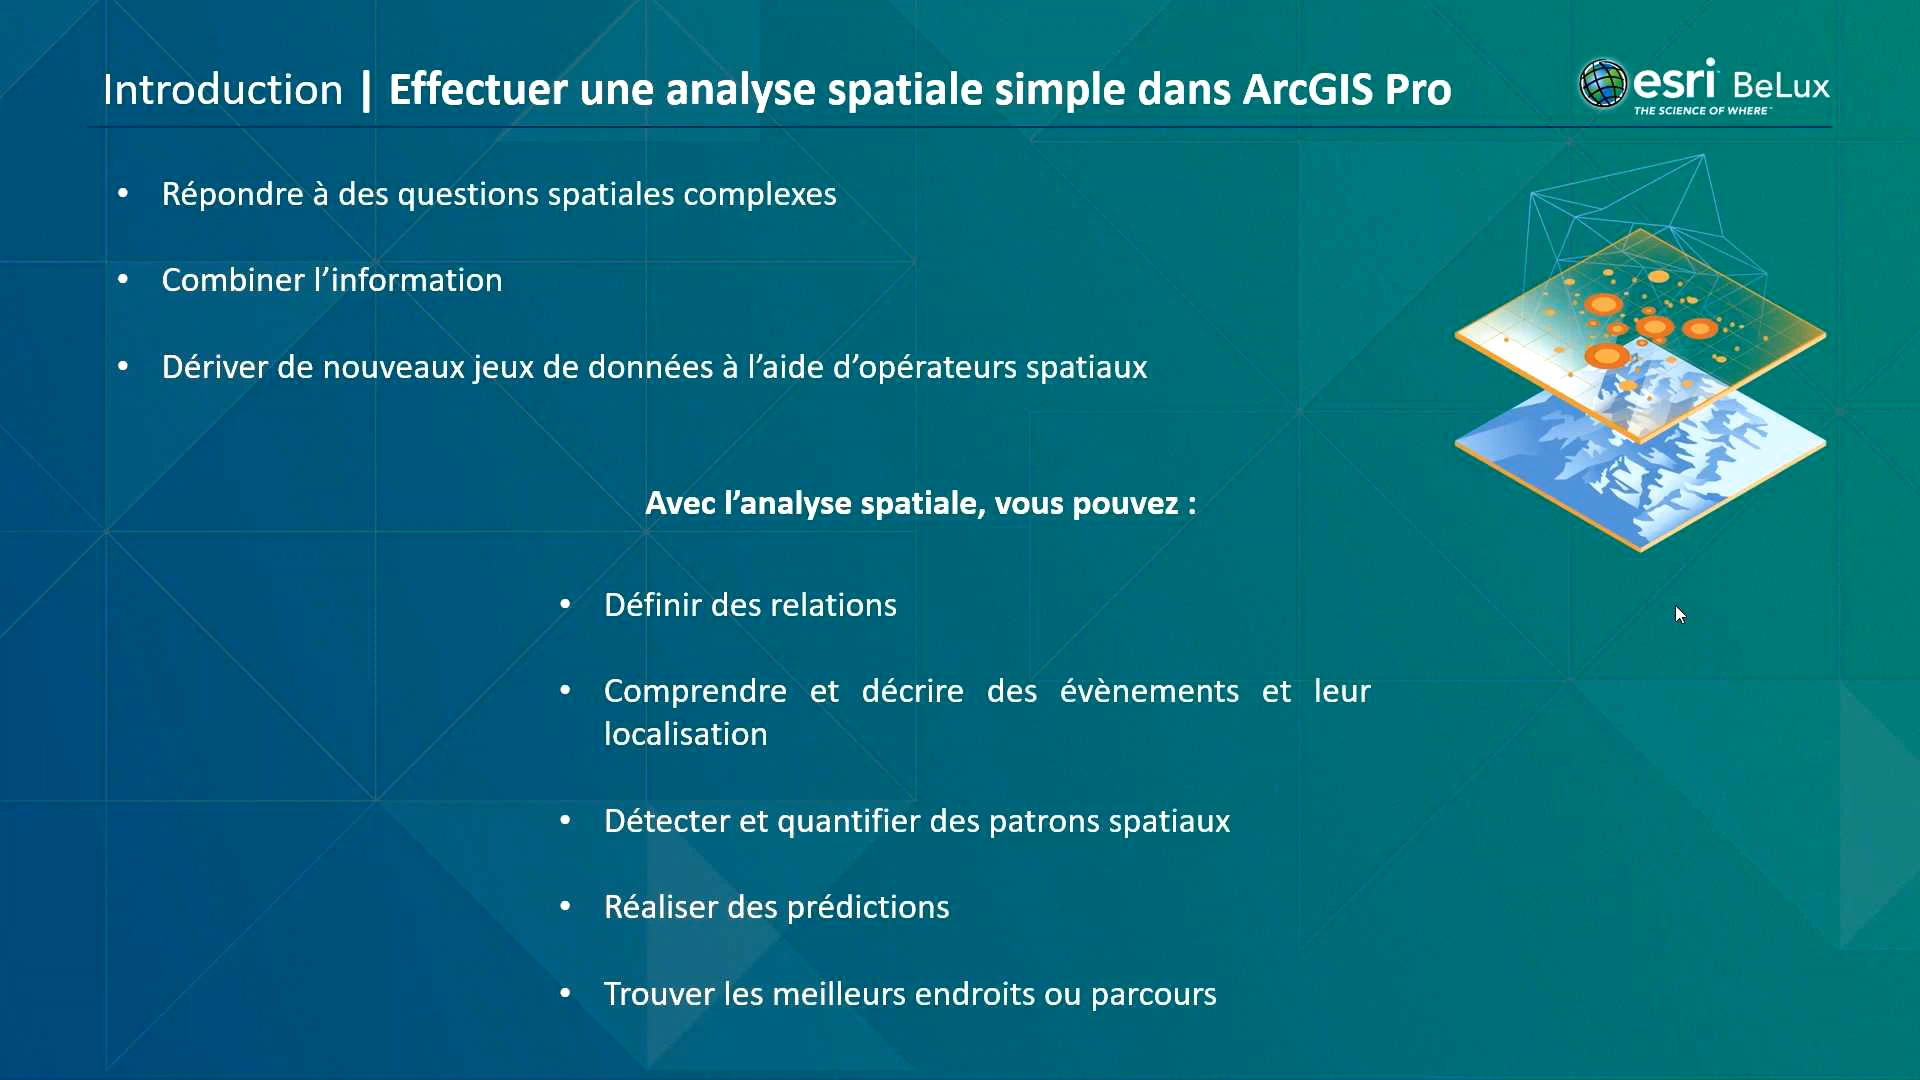 Introduction | Effectuer une analyse spatiale simple dans ArcGIS Pro
esri BeLux
THE SCIENCE OF WHERE™
• Répondre à des questions spatiales complexes
• Combiner l’information
• Dériver de nouveaux jeux de données à l’aide d’opérateurs spatiaux
Avec l’analyse spatiale, vous pouvez :
• Définir des relations
• Comprendre et décrire des évènements et leur
localisation
• Détecter et quantifier des patrons spatiaux
• Réaliser des prédictions
• Trouver les meilleurs endroits ou parcours